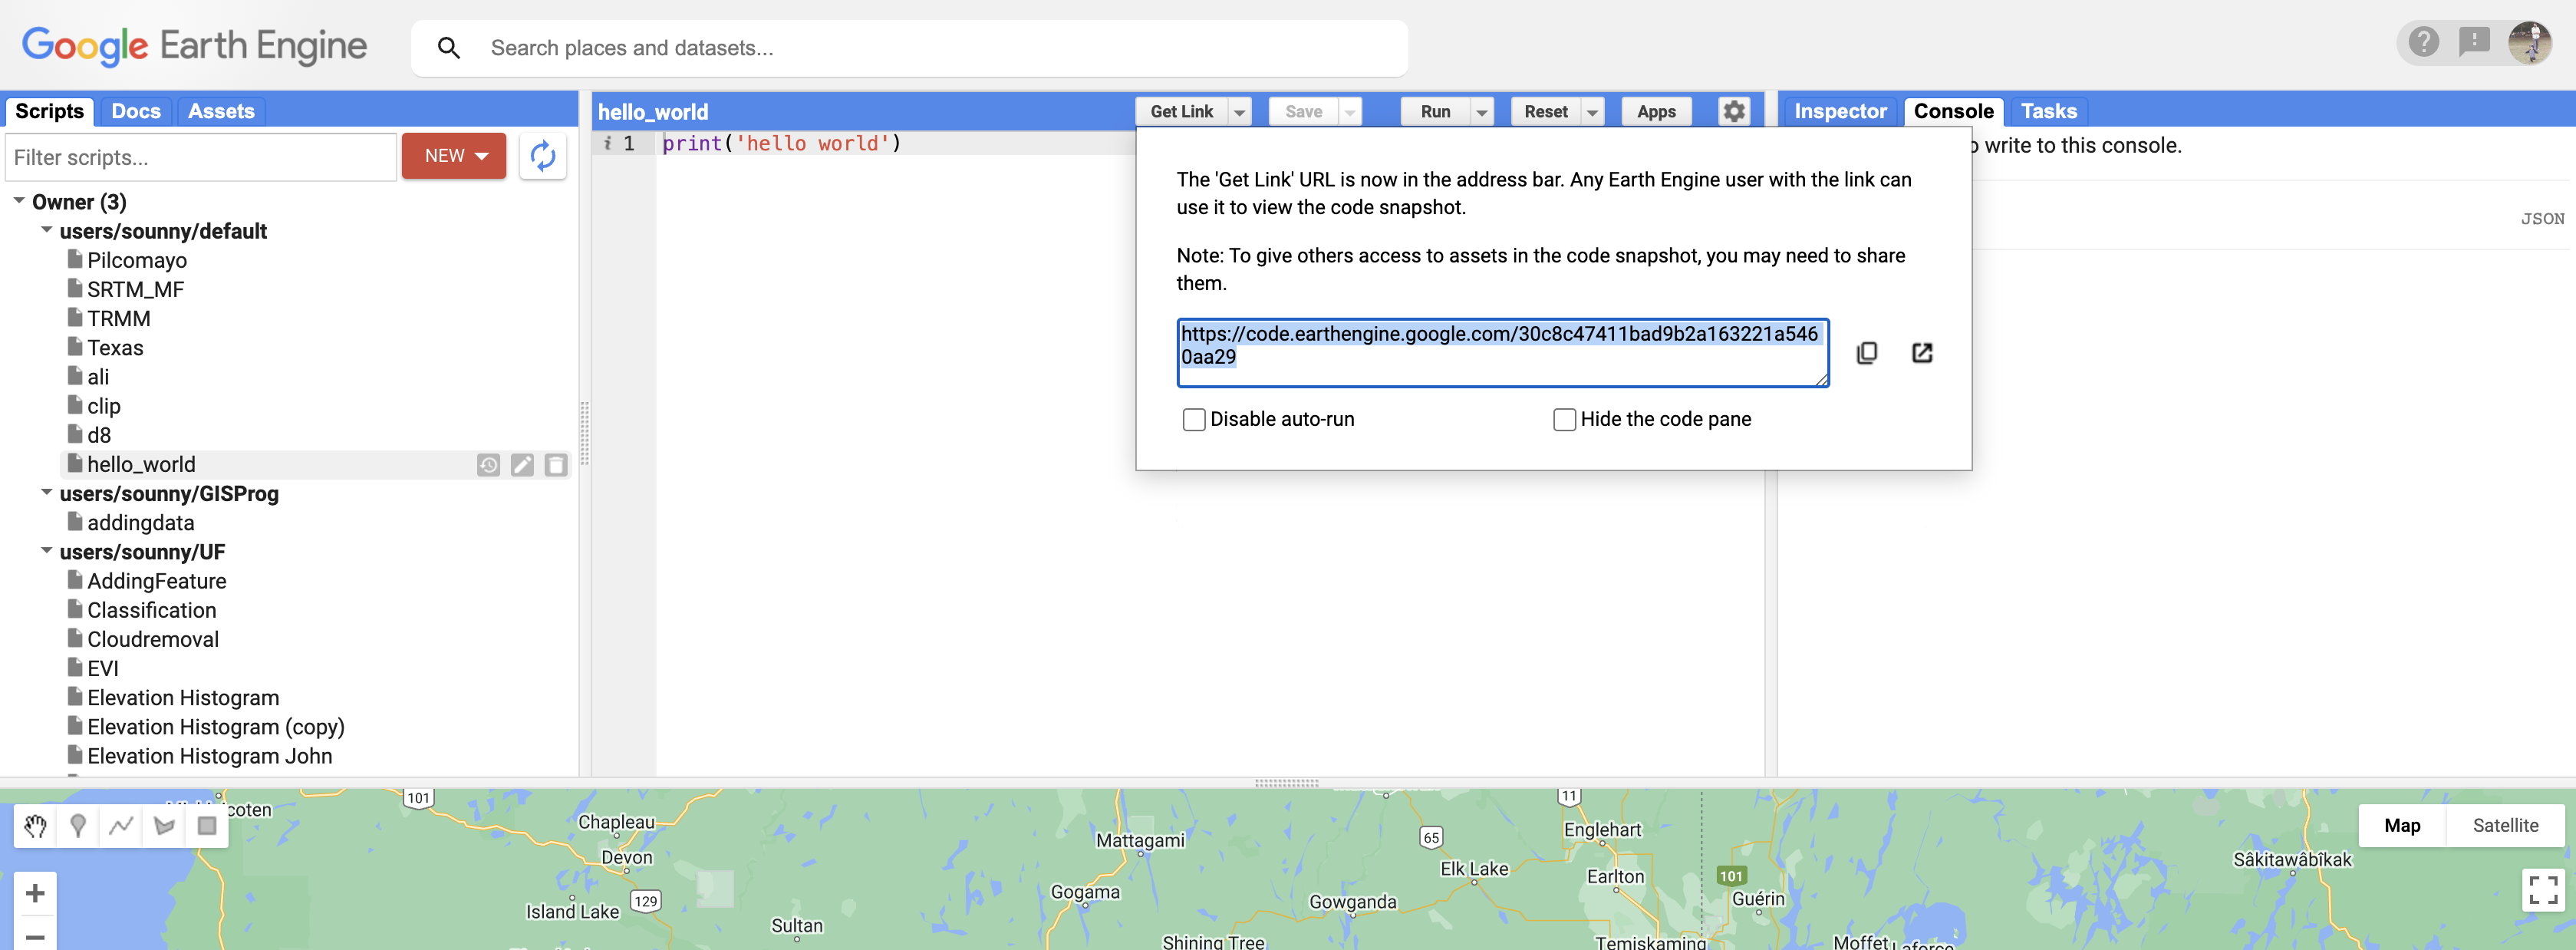 Google Earth Engine
Search places and datasets...
Scripts
Docs
Assets
Filter scripts...
NEW
Owner (3)
users/sounny/default
Pilcomayo
SRTM_MF
TRMM
Texas
ali
clip
d8
hello_world
users/sounny/GISProg
addingdata
users/sounny/UF
AddingFeature
Classification
Cloudremoval
EVI
Elevation Histogram
Elevation Histogram (copy)
Elevation Histogram John
hello_world
Get Link
Save
Run
Reset
Apps
i 1 print('hello world')
The 'Get Link' URL is now in the address bar. Any Earth Engine user with the link can
use it to view the code snapshot.
Note: To give others access to assets in the code snapshot, you may need to share
them.
https://code.earthengine.google.com/30c8c47411bad9b2a163221a546
0aa29
Disable auto-run
Hide the code pane
Inspector
Console
Tasks
write to this console.
JSON
coten
101
Chapleau
Devon
129
Island Lake
Sultan
Mattagami
Gogama
Shining Tree
65
Elk Lake
Gowganda
11
Englehart
Earlton
Temiskaming
101
Guérin
Moffet
Laforce
Sâkitawâbîkak
Map
Satellite